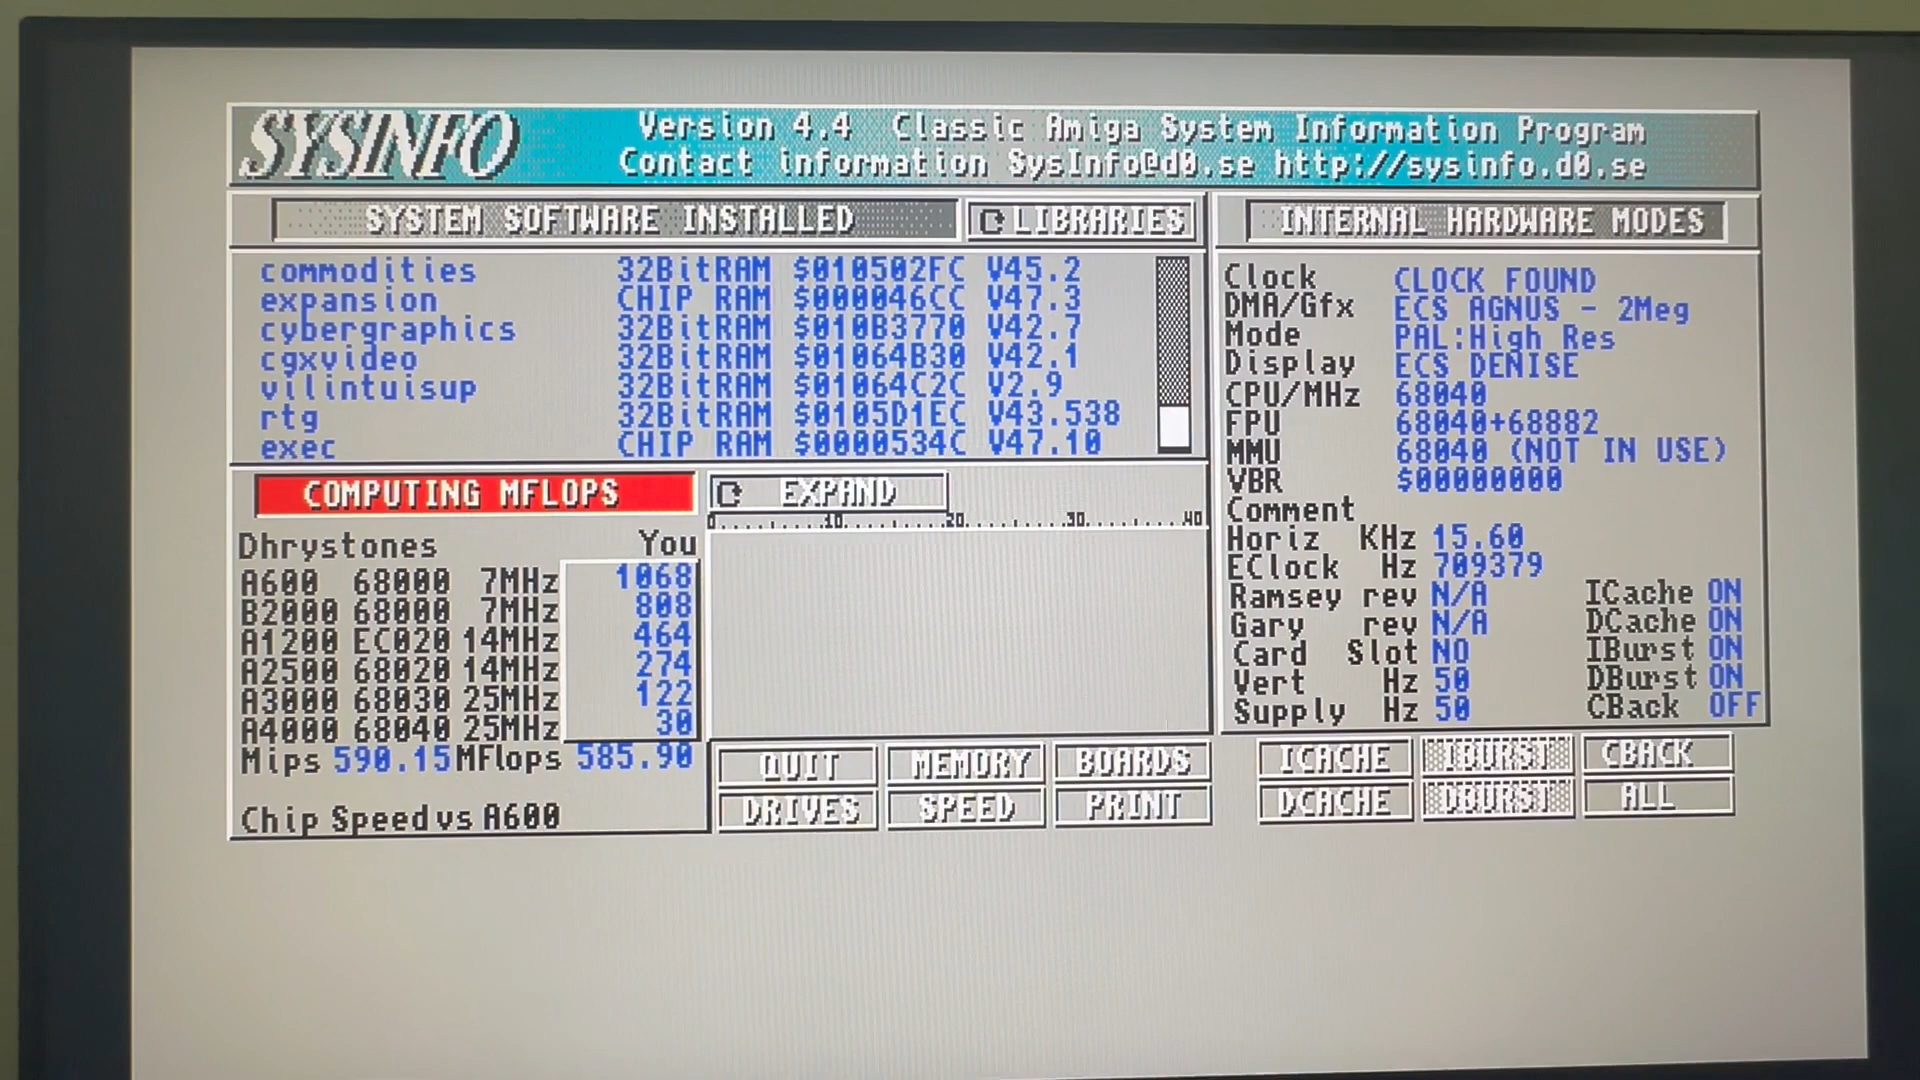 SYSINFO
Version 4.4 Classic Amiga System Information Program
Contact information SysInfo@d0.se http://sysinfo.d0.se
SYSTEM SOFTWARE INSTALLED LIBRARIES
commodities 32BitRAM $010502FC V45.2
expansion CHIP RAM $000046CC V47.3
cybergraphics 32BitRAM $010B3770 V42.7
cgxvideo 32BitRAM $01064B30 V42.1
vilintuisup 32BitRAM $01064C2C V2.9
rtg 32BitRAM $0105D1EC V43.538
exec CHIP RAM $0000534C V47.10
COMPUTING MFLOPS EXPAND
0 10 20 30 40
Dhrystones You
A600 68000 7MHz 1068
B2000 68000 7MHz 808
A1200 EC020 14MHz 464
A2500 68020 14MHz 274
A3000 68030 25MHz 122
A4000 68040 25MHz 30
Mips 590.15 MFlops 585.90
Chip Speed vs A600
QUIT MEMORY BOARDS
DRIVES SPEED PRINT
INTERNAL HARDWARE MODES
Clock CLOCK FOUND
DMA/Gfx ECS AGNUS - 2Meg
Mode PAL:High Res
Display ECS DENISE
CPU/MHz 68040
FPU 68040+68882
MMU 68040 (NOT IN USE)
VBR $00000000
Comment
Horiz KHz 15.60
EClock Hz 709379
Ramsey rev N/A ICache ON
Gary rev N/A DCache ON
Card Slot NO IBurst ON
Vert Hz 50 DBurst ON
Supply Hz 50 CBack OFF
ICACHE IBURST CBACK
DCACHE DBURST ALL